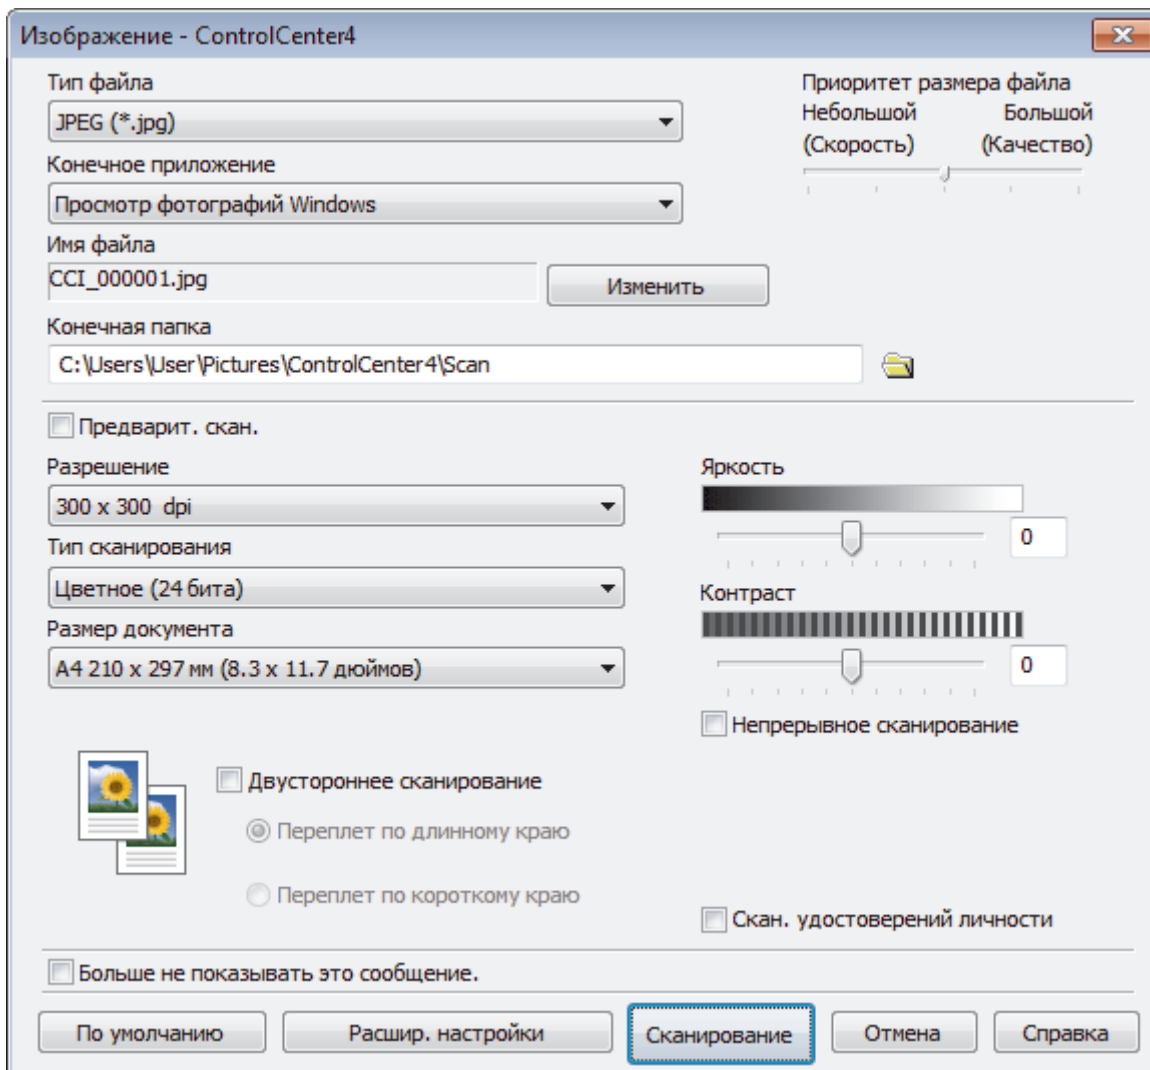 Изображение - ControlCenter4
Тип файла
JPEG (*.jpg)
Приоритет размера файла
Небольшой Большой
(Скорость) (Качество)
Конечное приложение
Просмотр фотографий Windows
Имя файла
CCI_000001.jpg
Изменить
Конечная папка
C:\Users\User\Pictures\ControlCenter4\Scan
Предварит. скан.
Разрешение
300 x 300 dpi
Тип сканирования
Цветное (24 бита)
Размер документа
A4 210 x 297 мм (8.3 x 11.7 дюймов)
Яркость
0
Контраст
0
Непрерывное сканирование
Двустороннее сканирование
Переплет по длинному краю
Переплет по короткому краю
Скан. удостоверений личности
Больше не показывать это сообщение.
По умолчанию Расшир. настройки Сканирование Отмена Справка